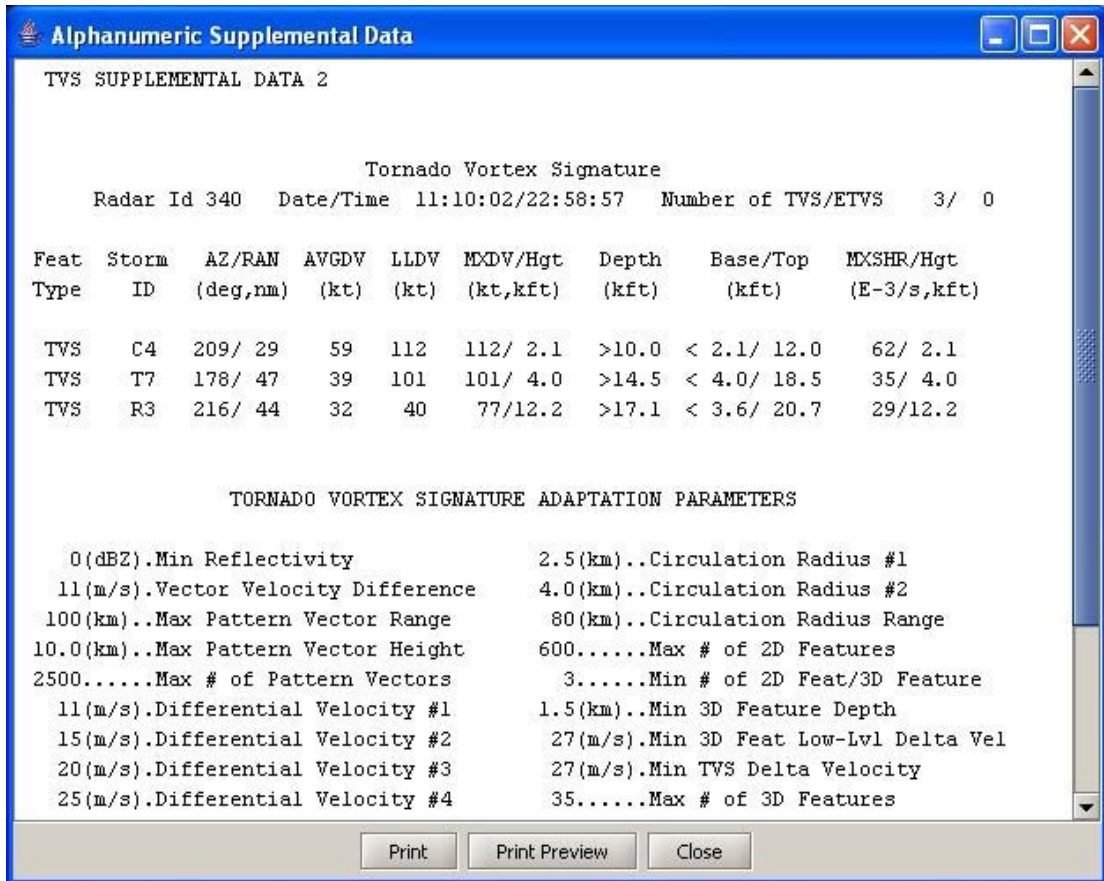 Alphanumeric Supplemental Data
TVS SUPPLEMENTAL DATA 2
Tornado Vortex Signature
Radar Id 340 Date/Time 11:10:02/22:58:57 Number of TVS/ETVS 3/ 0
Feat Storm AZ/RAN AVGDV LLDV MXDV/Hgt Depth Base/Top MXSHR/Hgt
Type ID (deg,nm) (kt) (kt) (kt,kft) (kft) (kft) (E-3/s,kft)
TVS C4 209/ 29 59 112 112/ 2.1 >10.0 < 2.1/ 12.0 62/ 2.1
TVS T7 178/ 47 39 101 101/ 4.0 >14.5 < 4.0/ 18.5 35/ 4.0
TVS R3 216/ 44 32 40 77/12.2 >17.1 < 3.6/ 20.7 29/12.2
TORNADO VORTEX SIGNATURE ADAPTATION PARAMETERS
0(dBZ).Min Reflectivity 2.5(km)..Circulation Radius #1
11(m/s).Vector Velocity Difference 4.0(km)..Circulation Radius #2
100(km)..Max Pattern Vector Range 80(km)..Circulation Radius Range
10.0(km)..Max Pattern Vector Height 600......Max # of 2D Features
2500......Max # of Pattern Vectors 3......Min # of 2D Feat/3D Feature
11(m/s).Differential Velocity #1 1.5(km)..Min 3D Feature Depth
15(m/s).Differential Velocity #2 27(m/s).Min 3D Feat Low-Lvl Delta Vel
20(m/s).Differential Velocity #3 27(m/s).Min TVS Delta Velocity
25(m/s).Differential Velocity #4 35......Max # of 3D Features
Print Print Preview Close